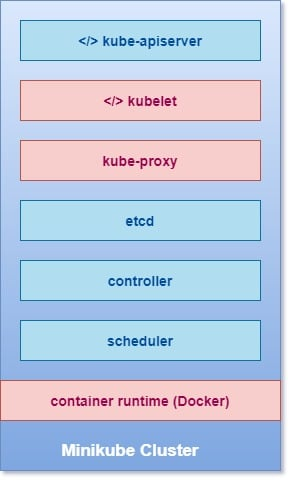 </> kube-apiserver
</> kubelet
kube-proxy
etcd
controller
scheduler
container runtime (Docker)
Minikube Cluster